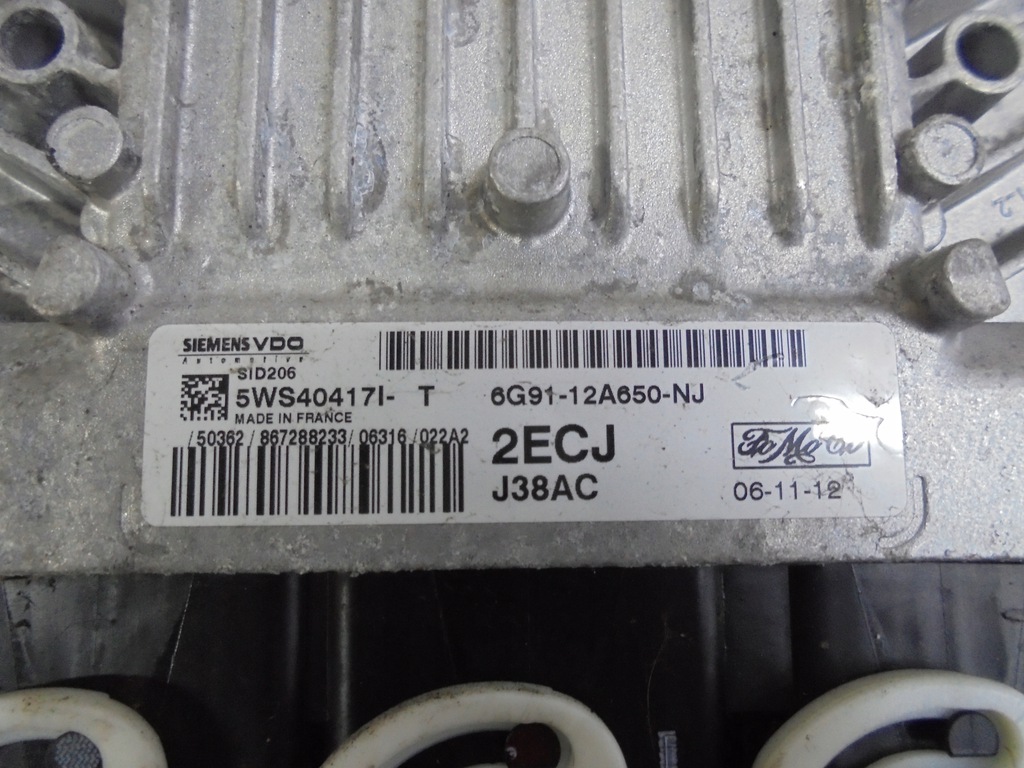 SIEMENS VDO
Automotive
SID206
5WS40417I- T
MADE IN FRANCE
/50362/867288233/06316/022A2
6G91-12A650-NJ
2ECJ
J38AC
FoMoCo
06-11-12